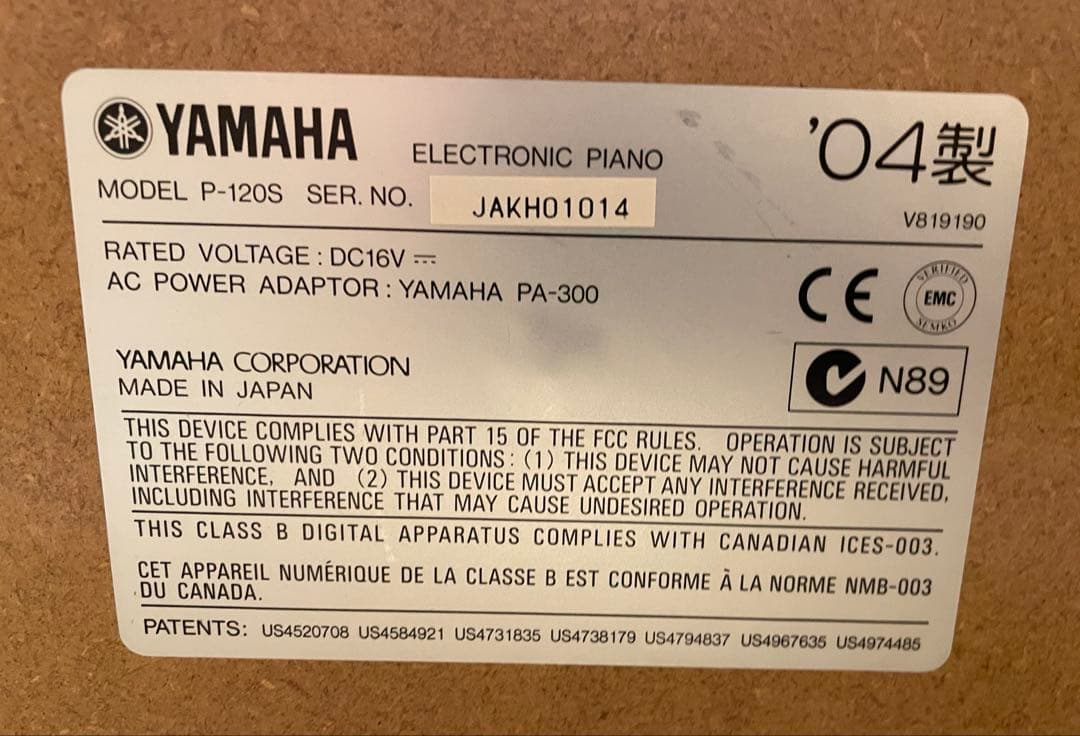 YAMAHA
ELECTRONIC PIANO
'04製
MODEL P-120S SER. NO. JAKH01014
V819190
RATED VOLTAGE : DC16V
AC POWER ADAPTOR : YAMAHA PA-300
CE
VERIFIED
EMC
SEMKO
YAMAHA CORPORATION
MADE IN JAPAN
N89
THIS DEVICE COMPLIES WITH PART 15 OF THE FCC RULES. OPERATION IS SUBJECT
TO THE FOLLOWING TWO CONDITIONS : (1) THIS DEVICE MAY NOT CAUSE HARMFUL
INTERFERENCE, AND (2) THIS DEVICE MUST ACCEPT ANY INTERFERENCE RECEIVED,
INCLUDING INTERFERENCE THAT MAY CAUSE UNDESIRED OPERATION.
THIS CLASS B DIGITAL APPARATUS COMPLIES WITH CANADIAN ICES-003.
CET APPAREIL NUMÉRIQUE DE LA CLASSE B EST CONFORME À LA NORME NMB-003
DU CANADA.
PATENTS: US4520708 US4584921 US4731835 US4738179 US4794837 US4967635 US4974485